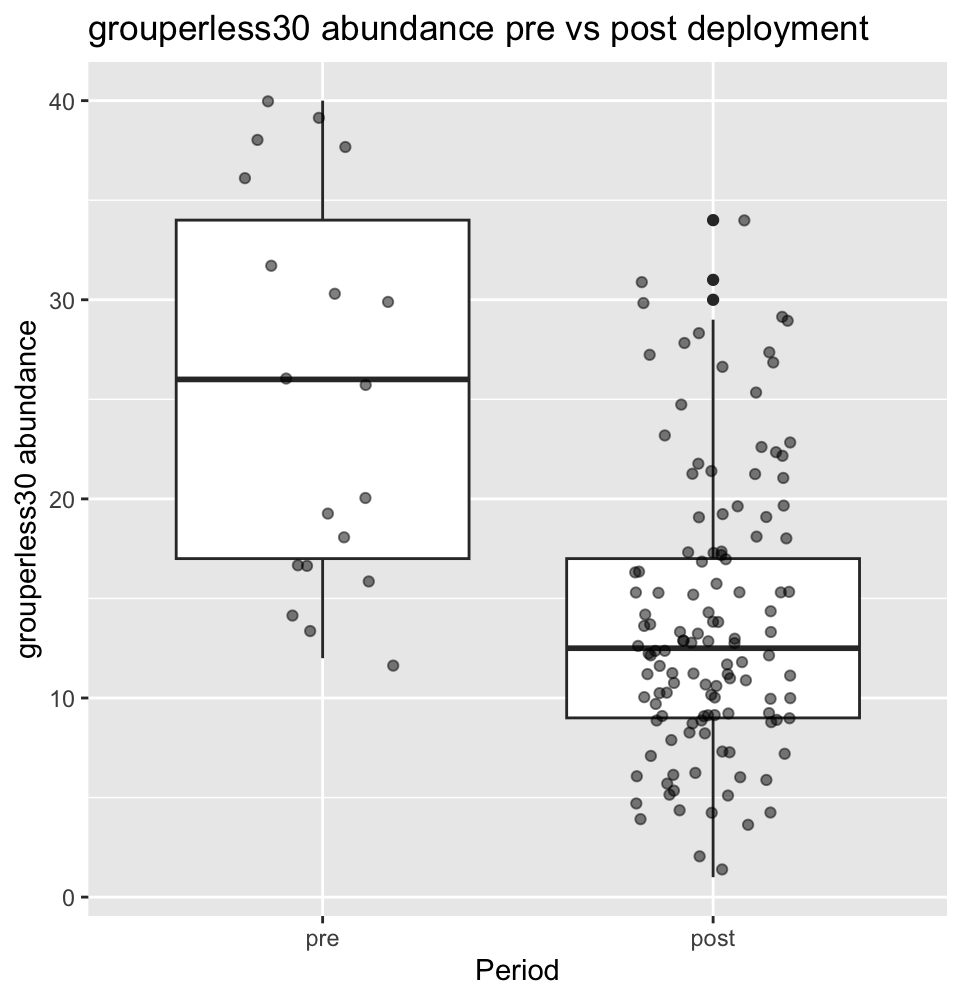 grouperless30 abundance pre vs post deployment
grouperless30 abundance
40
30
20
10
0
pre
post
Period